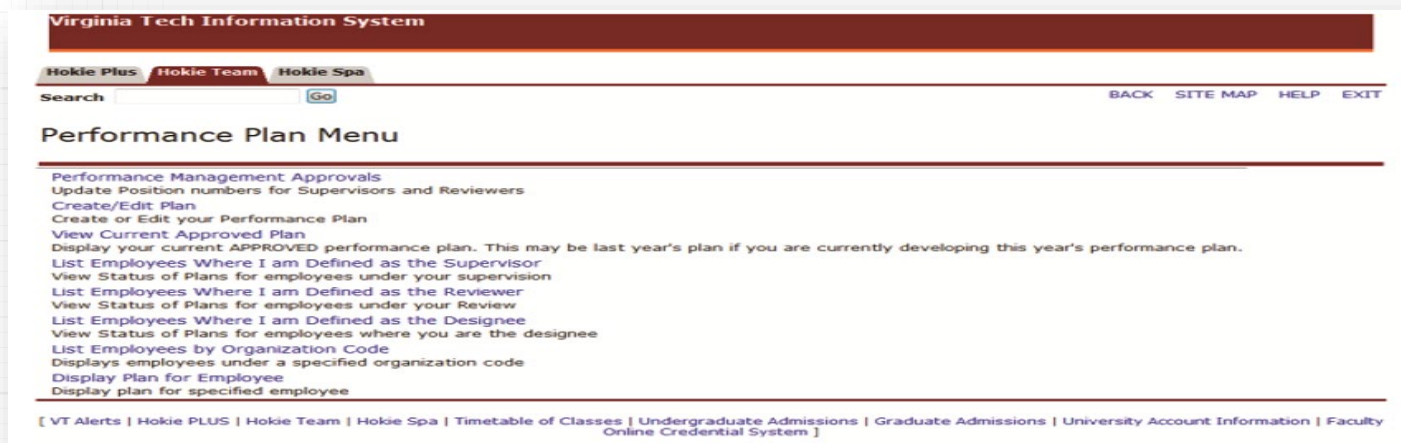 Virginia Tech Information System
Hokie Plus Hokie Team Hokie Spa
Search Go BACK SITE MAP HELP EXIT
Performance Plan Menu
Performance Management Approvals
Update Position numbers for Supervisors and Reviewers
Create/Edit Plan
Create or Edit your Performance Plan
View Current Approved Plan
Display your current APPROVED performance plan. This may be last year's plan if you are currently developing this year's performance plan.
List Employees Where I am Defined as the Supervisor
View Status of Plans for employees under your supervision
List Employees Where I am Defined as the Reviewer
View Status of Plans for employees under your Review
List Employees Where I am Defined as the Designee
View Status of Plans for employees where you are the designee
List Employees by Organization Code
Displays employees under a specified organization code
Display Plan for Employee
Display plan for specified employee
[ VT Alerts | Hokie PLUS | Hokie Team | Hokie Spa | Timetable of Classes | Undergraduate Admissions | Graduate Admissions | University Account Information | Faculty
Online Credential System ]